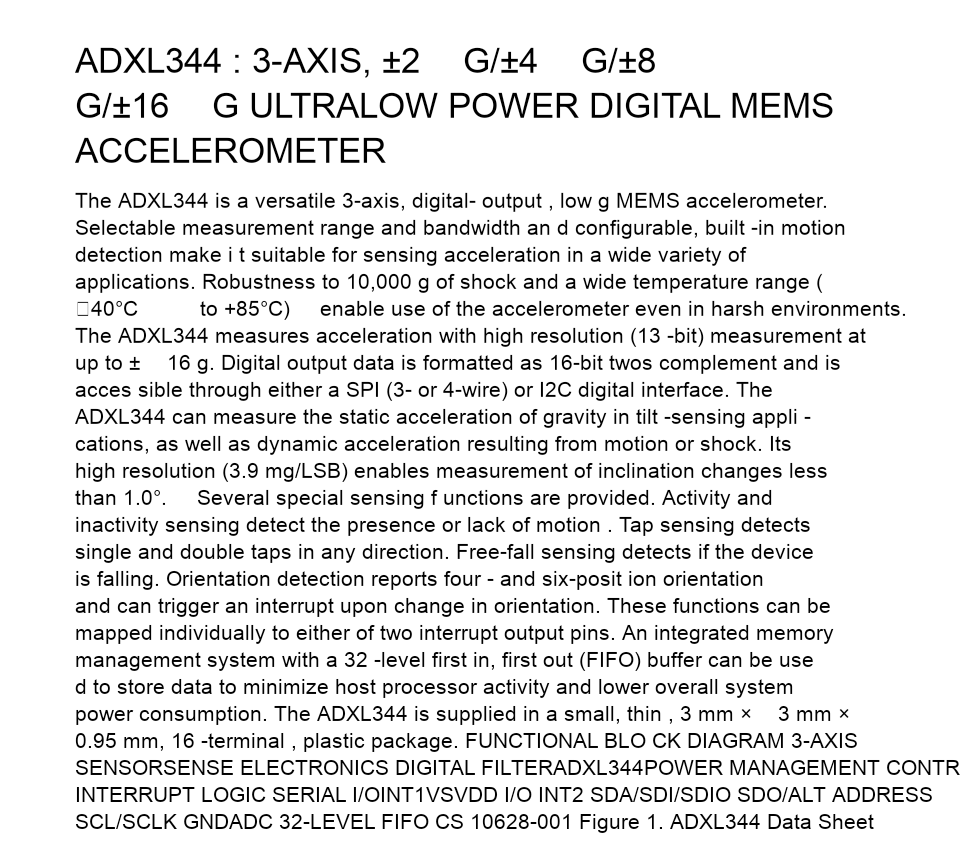 ADXL344 : 3-AXIS, ±2 G/±4 G/±8
G/±16 G ULTRALOW POWER DIGITAL MEMS
ACCELEROMETER
The ADXL344 is a versatile 3-axis, digital- output , low g MEMS accelerometer.
Selectable measurement range and bandwidth an d configurable, built -in motion
detection make i t suitable for sensing acceleration in a wide variety of
applications. Robustness to 10,000 g of shock and a wide temperature range (
□40°C to +85°C) enable use of the accelerometer even in harsh environments.
The ADXL344 measures acceleration with high resolution (13 -bit) measurement at
up to ± 16 g. Digital output data is formatted as 16-bit twos complement and is
acces sible through either a SPI (3- or 4-wire) or I2C digital interface. The
ADXL344 can measure the static acceleration of gravity in tilt -sensing appli -
cations, as well as dynamic acceleration resulting from motion or shock. Its
high resolution (3.9 mg/LSB) enables measurement of inclination changes less
than 1.0°. Several special sensing f unctions are provided. Activity and
inactivity sensing detect the presence or lack of motion . Tap sensing detects
single and double taps in any direction. Free-fall sensing detects if the device
is falling. Orientation detection reports four - and six-posit ion orientation
and can trigger an interrupt upon change in orientation. These functions can be
mapped individually to either of two interrupt output pins. An integrated memory
management system with a 32 -level first in, first out (FIFO) buffer can be use
d to store data to minimize host processor activity and lower overall system
power consumption. The ADXL344 is supplied in a small, thin , 3 mm × 3 mm ×
0.95 mm, 16 -terminal , plastic package. FUNCTIONAL BLO CK DIAGRAM 3-AXIS
SENSORSENSE ELECTRONICS DIGITAL FILTERADXL344POWER MANAGEMENT CONTR
INTERRUPT LOGIC SERIAL I/OINT1VSVDD I/O INT2 SDA/SDI/SDIO SDO/ALT ADDRESS
SCL/SCLK GNDADC 32-LEVEL FIFO CS 10628-001 Figure 1. ADXL344 Data Sheet